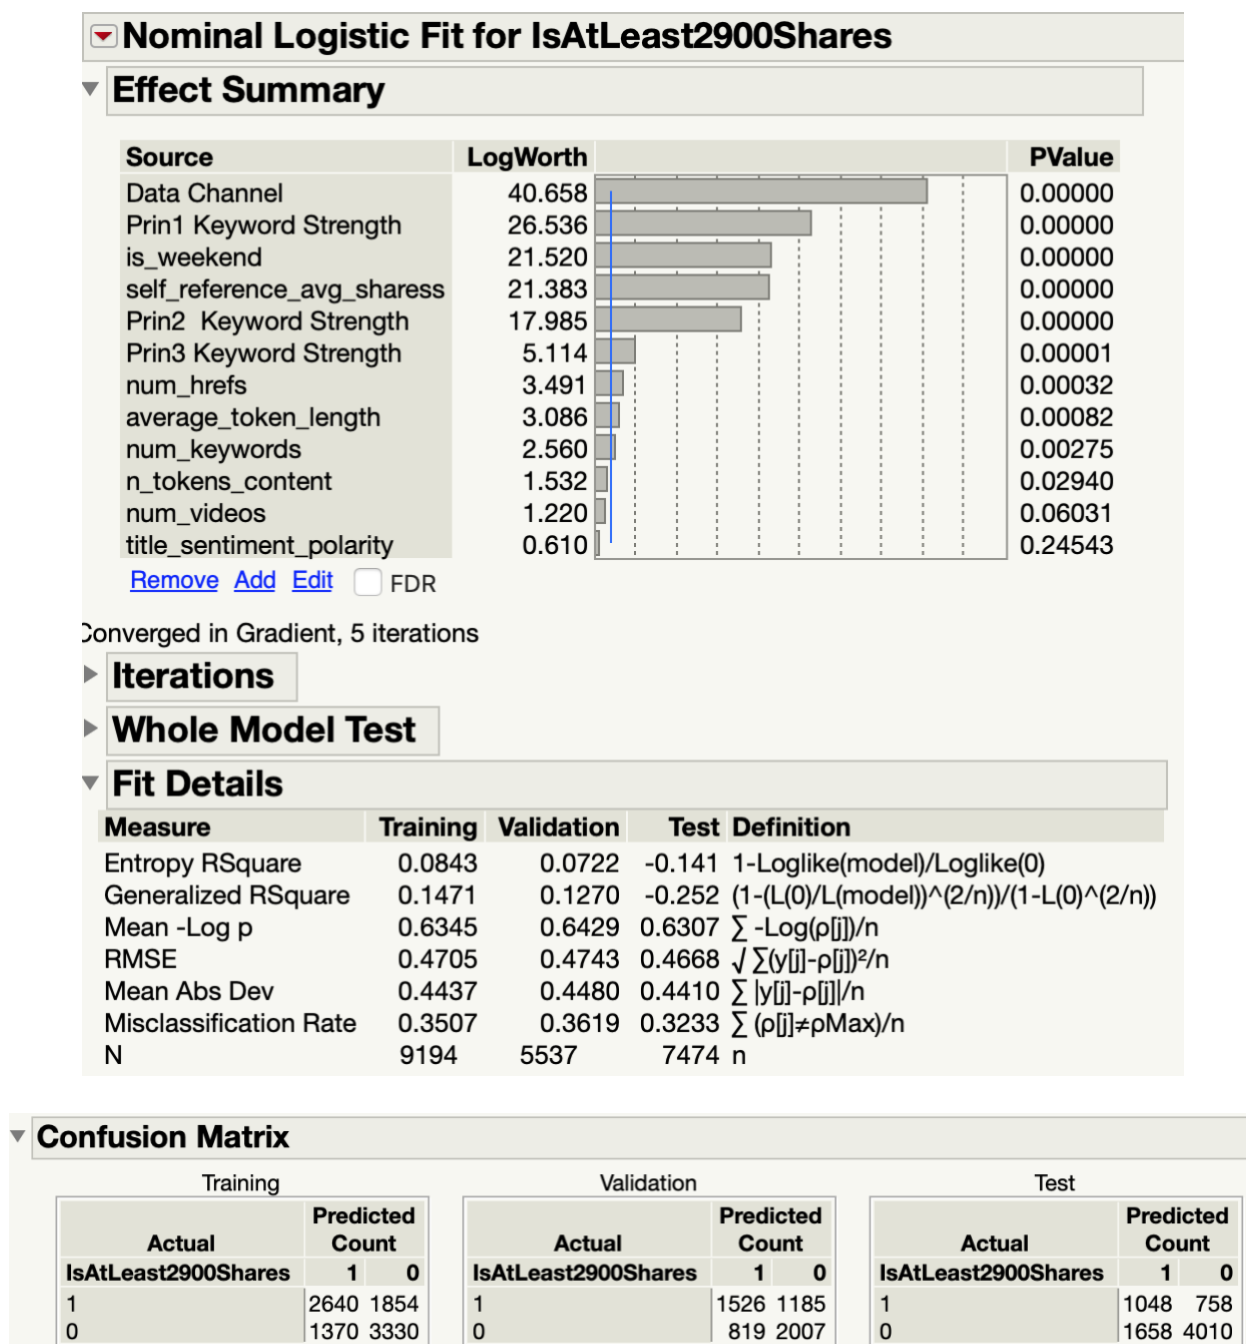 Nominal Logistic Fit for IsAtLeast2900Shares
Effect Summary
Source LogWorth PValue
Data Channel 40.658 0.00000
Prin1 Keyword Strength 26.536 0.00000
is_weekend 21.520 0.00000
self_reference_avg_sharess 21.383 0.00000
Prin2 Keyword Strength 17.985 0.00000
Prin3 Keyword Strength 5.114 0.00001
num_hrefs 3.491 0.00032
average_token_length 3.086 0.00082
num_keywords 2.560 0.00275
n_tokens_content 1.532 0.02940
num_videos 1.220 0.06031
title_sentiment_polarity 0.610 0.24543
Remove Add Edit FDR
Converged in Gradient, 5 iterations
Iterations
Whole Model Test
Fit Details
Measure Training Validation Test Definition
Entropy RSquare 0.0843 0.0722 -0.141 1-Loglike(model)/Loglike(0)
Generalized RSquare 0.1471 0.1270 -0.252 (1-(L(0)/L(model))^(2/n))/(1-L(0)^(2/n))
Mean -Log p 0.6345 0.6429 0.6307 ∑ -Log(ρ[j])/n
RMSE 0.4705 0.4743 0.4668 √ ∑(y[j]-ρ[j])²/n
Mean Abs Dev 0.4437 0.4480 0.4410 ∑ |y[j]-ρ[j]|/n
Misclassification Rate 0.3507 0.3619 0.3233 ∑ (ρ[j]≠ρMax)/n
N 9194 5537 7474 n
Confusion Matrix
Training Validation Test
Predicted Predicted Predicted
Actual Count Actual Count Actual Count
IsAtLeast2900Shares 1 0 IsAtLeast2900Shares 1 0 IsAtLeast2900Shares 1 0
1 2640 1854 1 1526 1185 1 1048 758
0 1370 3330 0 819 2007 0 1658 4010